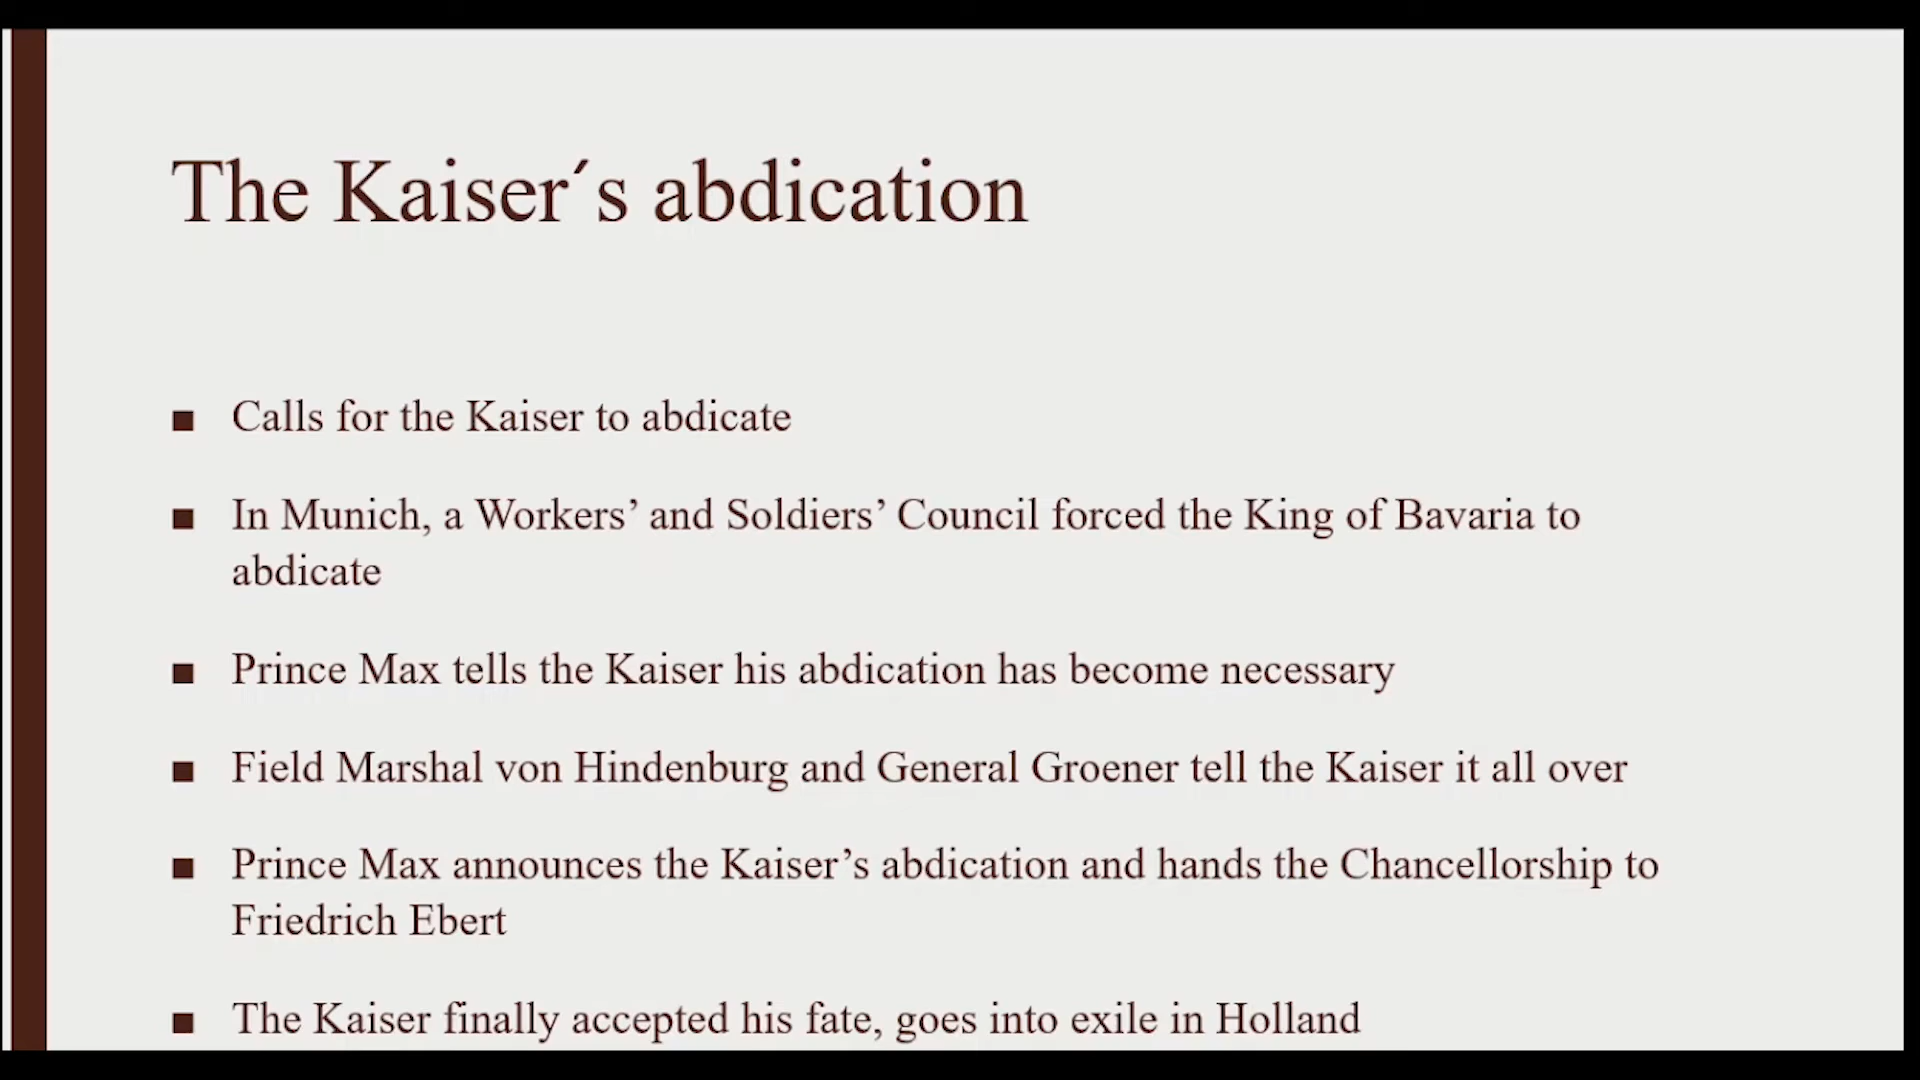 The Kaiser´s abdication
■ Calls for the Kaiser to abdicate
■ In Munich, a Workers’ and Soldiers’ Council forced the King of Bavaria to
abdicate
■ Prince Max tells the Kaiser his abdication has become necessary
■ Field Marshal von Hindenburg and General Groener tell the Kaiser it all over
■ Prince Max announces the Kaiser’s abdication and hands the Chancellorship to
Friedrich Ebert
■ The Kaiser finally accepted his fate, goes into exile in Holland